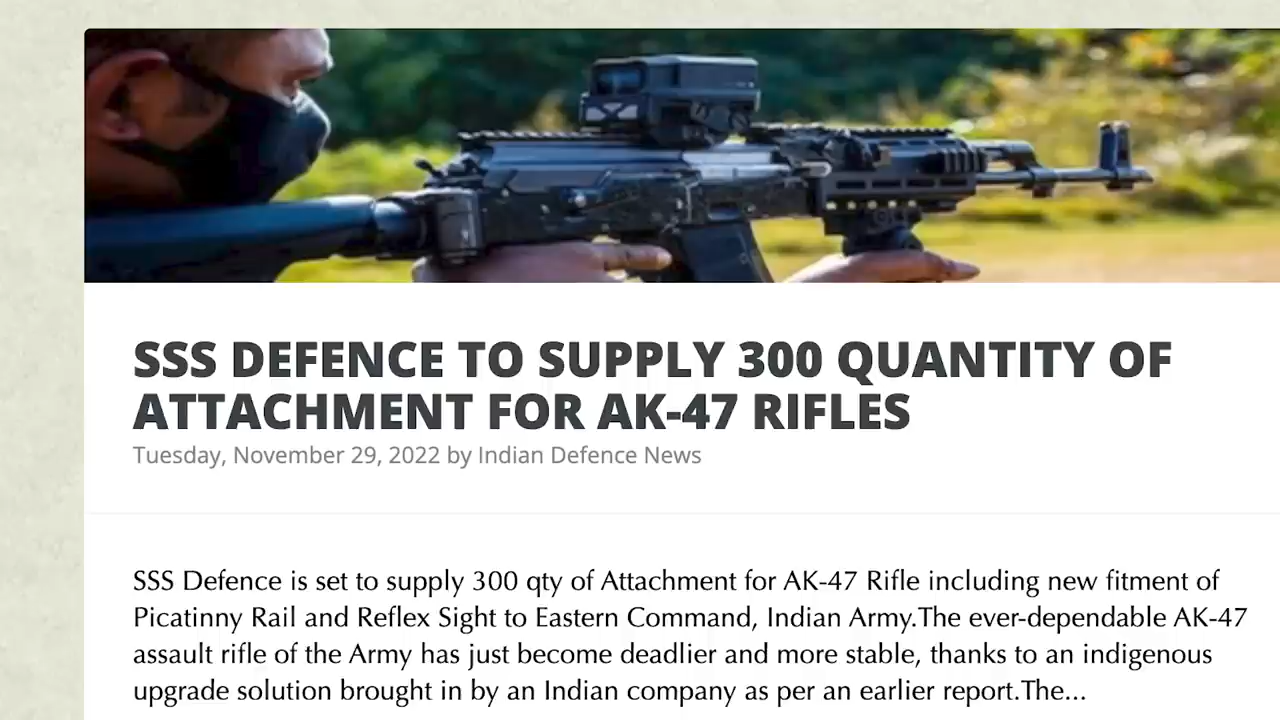 SSS DEFENCE TO SUPPLY 300 QUANTITY OF
ATTACHMENT FOR AK-47 RIFLES
Tuesday, November 29, 2022 by Indian Defence News
SSS Defence is set to supply 300 qty of Attachment for AK-47 Rifle including new fitment of
Picatinny Rail and Reflex Sight to Eastern Command, Indian Army.The ever-dependable AK-47
assault rifle of the Army has just become deadlier and more stable, thanks to an indigenous
upgrade solution brought in by an Indian company as per an earlier report.The...